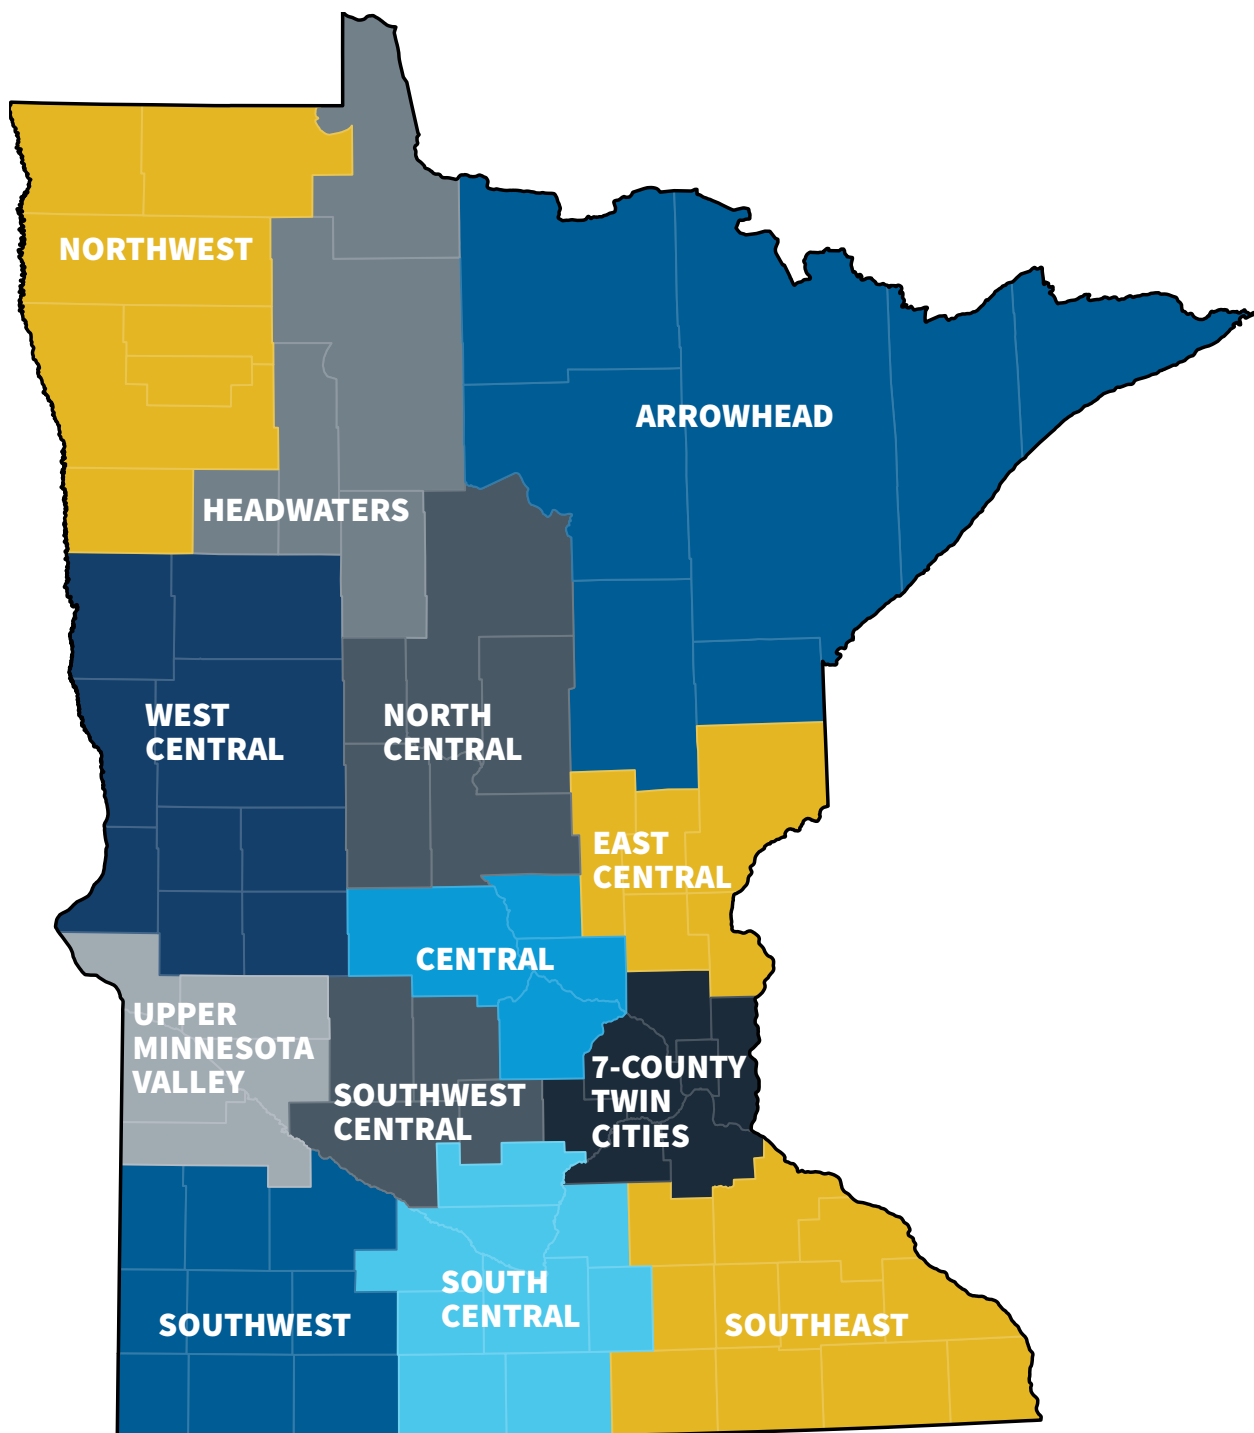 NORTHWEST
ARROWHEAD
HEADWATERS
WEST
CENTRAL
NORTH
CENTRAL
EAST
CENTRAL
CENTRAL
UPPER
MINNESOTA
VALLEY
SOUTHWEST
CENTRAL
7-COUNTY
TWIN
CITIES
SOUTHWEST
SOUTH
CENTRAL
SOUTHEAST